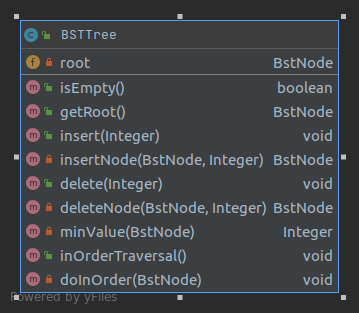 BSTTree
root BstNode
isEmpty() boolean
getRoot() BstNode
insert(Integer) void
insertNode(BstNode, Integer) BstNode
delete(Integer) void
deleteNode(BstNode, Integer) BstNode
minValue(BstNode) Integer
inOrderTraversal() void
doInOrder(BstNode) void
Powered by yFiles